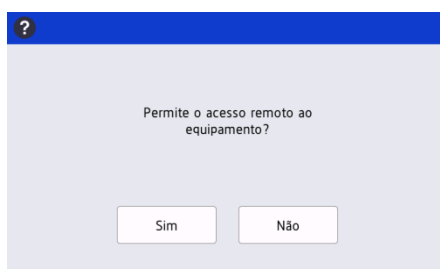 ?
Permite o acesso remoto ao
equipamento?
Sim
Não